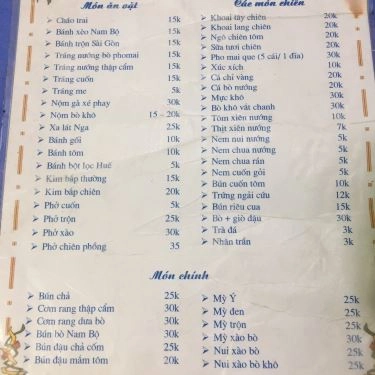 Món ăn vặt
Cháo trai 15k
Bánh xèo Nam Bộ 15k
Bánh trộn Sài Gòn 15k
Tráng nướng bò phomai 15k
Tráng nướng thập cẩm 15k
Tráng cuốn 5k
Tráng me 5k
Nộm gà xé phay 30k
Nộm bò khô 15 – 20k
Xa lát Nga 25k
Bánh gối 10k
Bánh tôm 10k
Bánh bột lọc Huế 5k
Kim bắp thường 15k
Kim bắp chiên 20k
Phở cuốn 5k
Phở trộn 25k
Phở xào 30k
Phở chiên phồng 35
Các món chiên
Khoai tây chiên 20k
Khoai lang chiên 20k
Ngô chiên tôm 20k
Sữa tươi chiên 20k
Pho mai que (5 cái/ 1 đĩa) 30k
Xúc xích 10k
Cá chỉ vàng 20k
Cá bò nướng 20k
Mực khô 30k
Bò khô vắt chanh 30k
Tôm xiên nướng 10k
Thịt xiên nướng 7k
Nem nui nướng 5k
Nem chua nướng 5k
Nem chua rán 5k
Nem cuốn gỏi 5k
Bún cuốn tôm 10k
Trứng ngải cứu 12k
Bún riêu cua 15k
Bò + giò đậu 30k
Trà đá 3k
Nhân trần 3k
Món chính
Bún chả 25k
Cơm rang thập cẩm 30k
Cơm rang dưa bò 30k
Bún bò Nam Bộ 30k
Bún đậu chả cốm 25k
Bún đậu mắm tôm 20k
Mỳ Ý 25k
Mỳ đen 25k
Mỳ trộn 25k
Mỳ xào bò 30k
Nui xào bò 25k
Nui xào bò khô 25k